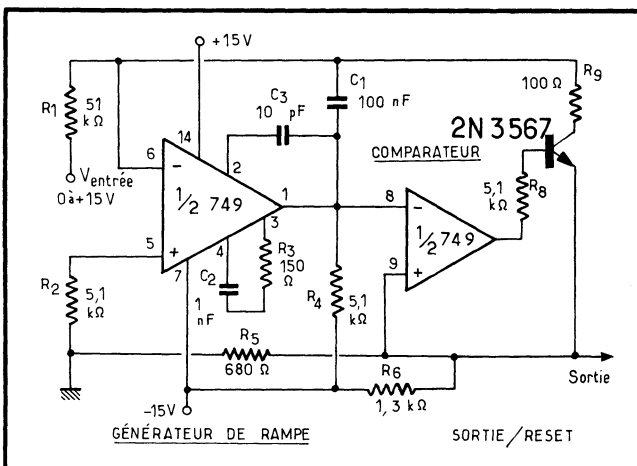 +15V
R1
51
kΩ
Ventrée
0 à +15 V
C3
10 pF
C1
100 nF
R9
100 Ω
2N 3567
COMPARATEUR
14
6
2
-
1/2 749
1
5
+
4
3
7
R2
5,1
kΩ
C2
1
nF
R3
150
Ω
R4
5,1
kΩ
8
-
1/2 749
9
+
5,1
kΩ
R8
R5
680 Ω
R6
1,3 kΩ
Sortie
-15V
GÉNÉRATEUR DE RAMPE
SORTIE/RESET